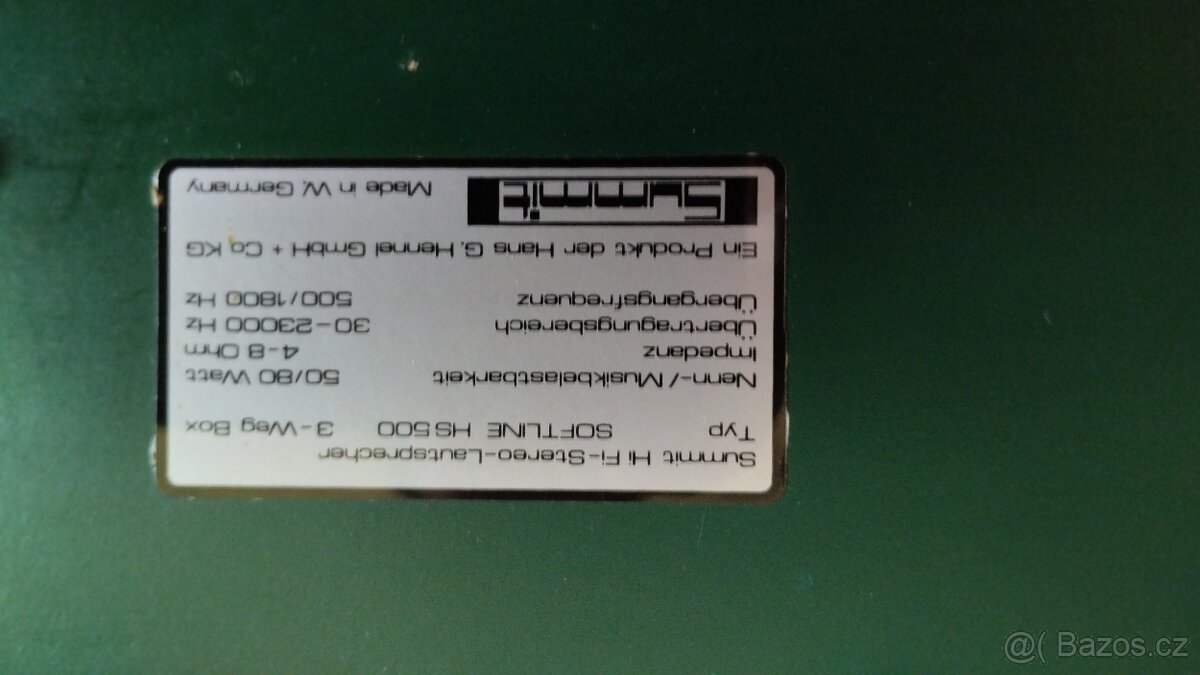 Summit Hi Fi-Stereo-Lautsprecher
Typ SOFTLINE HS 500 3-Weg Box
Nenn-/Musikbelastbarkeit 50/80 Watt
Impedanz 4-8 Ohm
Übertragungsbereich 30-23000 Hz
Übergangsfrequenz 500/1800 Hz
Ein Produkt der Hans G. Hennel GmbH + Co KG
Summit Made in W. Germany
@( Bazos.cz